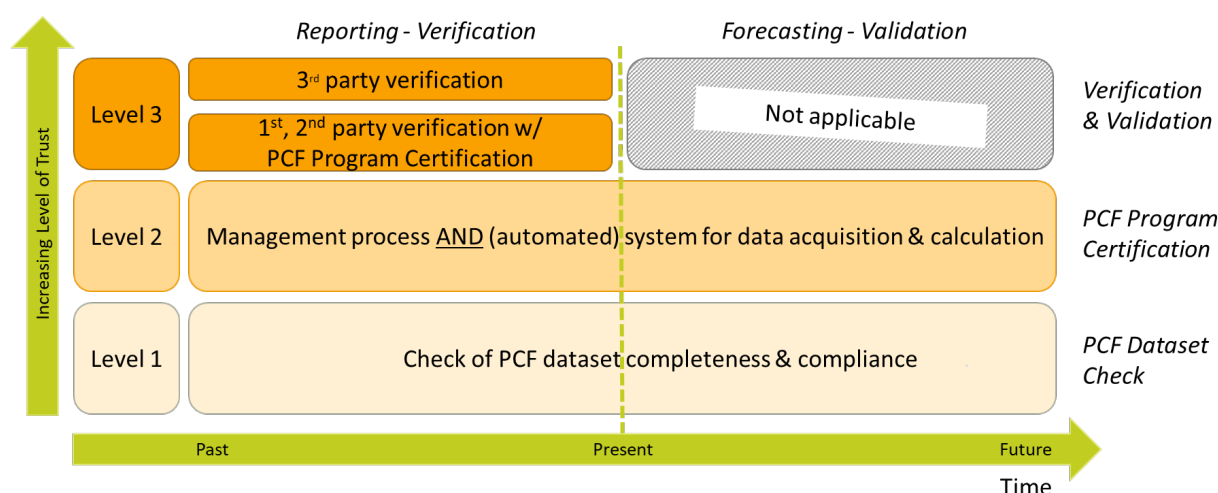 Reporting - Verification
Forecasting - Validation
Increasing Level of Trust
Level 3
3rd party verification
1st, 2nd party verification w/
PCF Program Certification
Not applicable
Verification
& Validation
Level 2
Management process AND (automated) system for data acquisition & calculation
PCF Program
Certification
Level 1
Check of PCF dataset completeness & compliance
PCF Dataset
Check
Past
Present
Future
Time